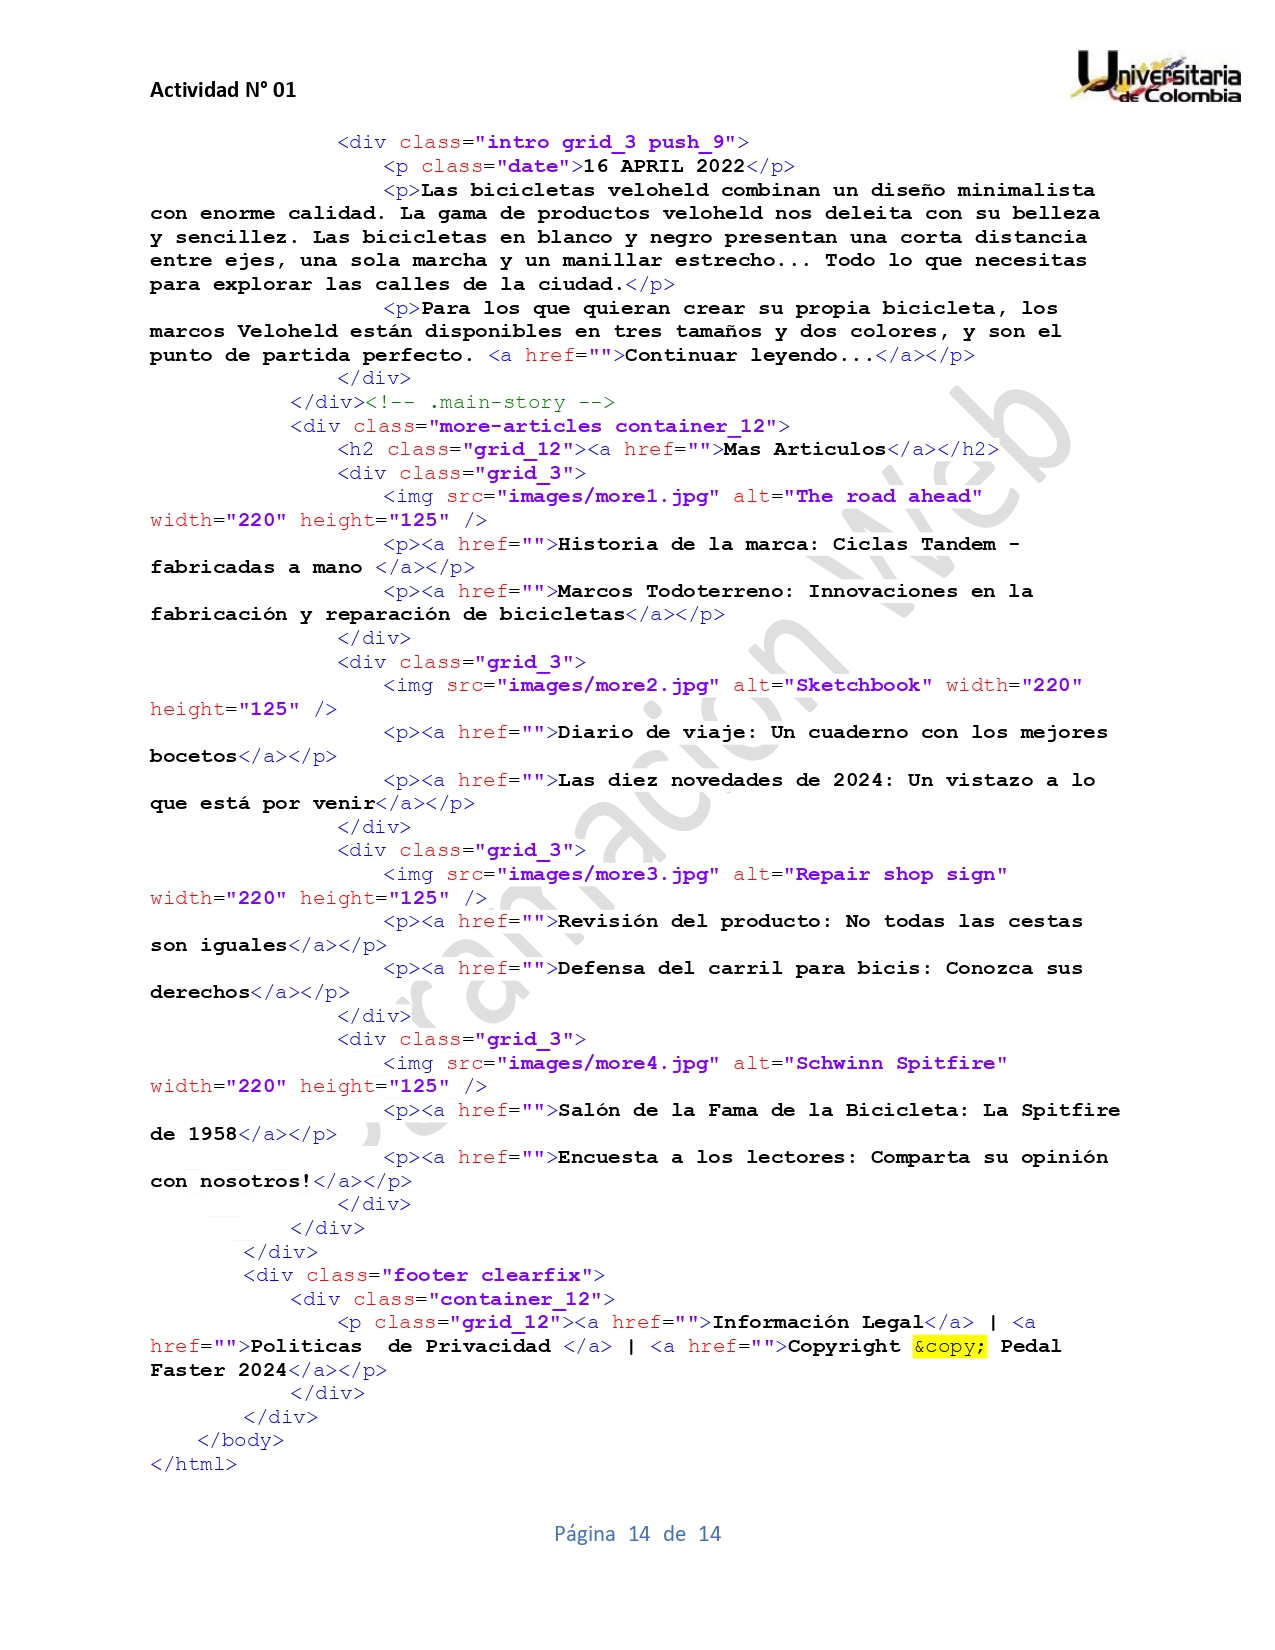 Actividad N° 01
Universitaria
de Colombia
<div class="intro grid_3 push_9">
<p class="date">16 APRIL 2022</p>
<p>Las bicicletas veloheld combinan un diseño minimalista
con enorme calidad. La gama de productos veloheld nos deleita con su belleza
y sencillez. Las bicicletas en blanco y negro presentan una corta distancia
entre ejes, una sola marcha y un manillar estrecho... Todo lo que necesitas
para explorar las calles de la ciudad.</p>
<p>Para los que quieran crear su propia bicicleta, los
marcos Veloheld están disponibles en tres tamaños y dos colores, y son el
punto de partida perfecto. <a href="">Continuar leyendo...</a></p>
</div>
</div><!-- .main-story -->
<div class="more-articles container_12">
<h2 class="grid_12"><a href="">Mas Articulos</a></h2>
<div class="grid_3">
<img src="images/more1.jpg" alt="The road ahead"
width="220" height="125" />
<p><a href="">Historia de la marca: Ciclas Tandem -
fabricadas a mano </a></p>
<p><a href="">Marcos Todoterreno: Innovaciones en la
fabricación y reparación de bicicletas</a></p>
</div>
<div class="grid_3">
<img src="images/more2.jpg" alt="Sketchbook" width="220"
height="125" />
<p><a href="">Diario de viaje: Un cuaderno con los mejores
bocetos</a></p>
<p><a href="">Las diez novedades de 2024: Un vistazo a lo
que está por venir</a></p>
</div>
<div class="grid_3">
<img src="images/more3.jpg" alt="Repair shop sign"
width="220" height="125" />
<p><a href="">Revisión del producto: No todas las cestas
son iguales</a></p>
<p><a href="">Defensa del carril para bicis: Conozca sus
derechos</a></p>
</div>
<div class="grid_3">
<img src="images/more4.jpg" alt="Schwinn Spitfire"
width="220" height="125" />
<p><a href="">Salón de la Fama de la Bicicleta: La Spitfire
de 1958</a></p>
<p><a href="">Encuesta a los lectores: Comparta su opinión
con nosotros!</a></p>
</div>
</div>
</div>
<div class="footer clearfix">
<div class="container_12">
<p class="grid_12"><a href="">Información Legal</a> | <a
href="">Politicas  de Privacidad </a> | <a href="">Copyright &copy; Pedal
Faster 2024</a></p>
</div>
</div>
</body>
</html>
Página 14 de 14